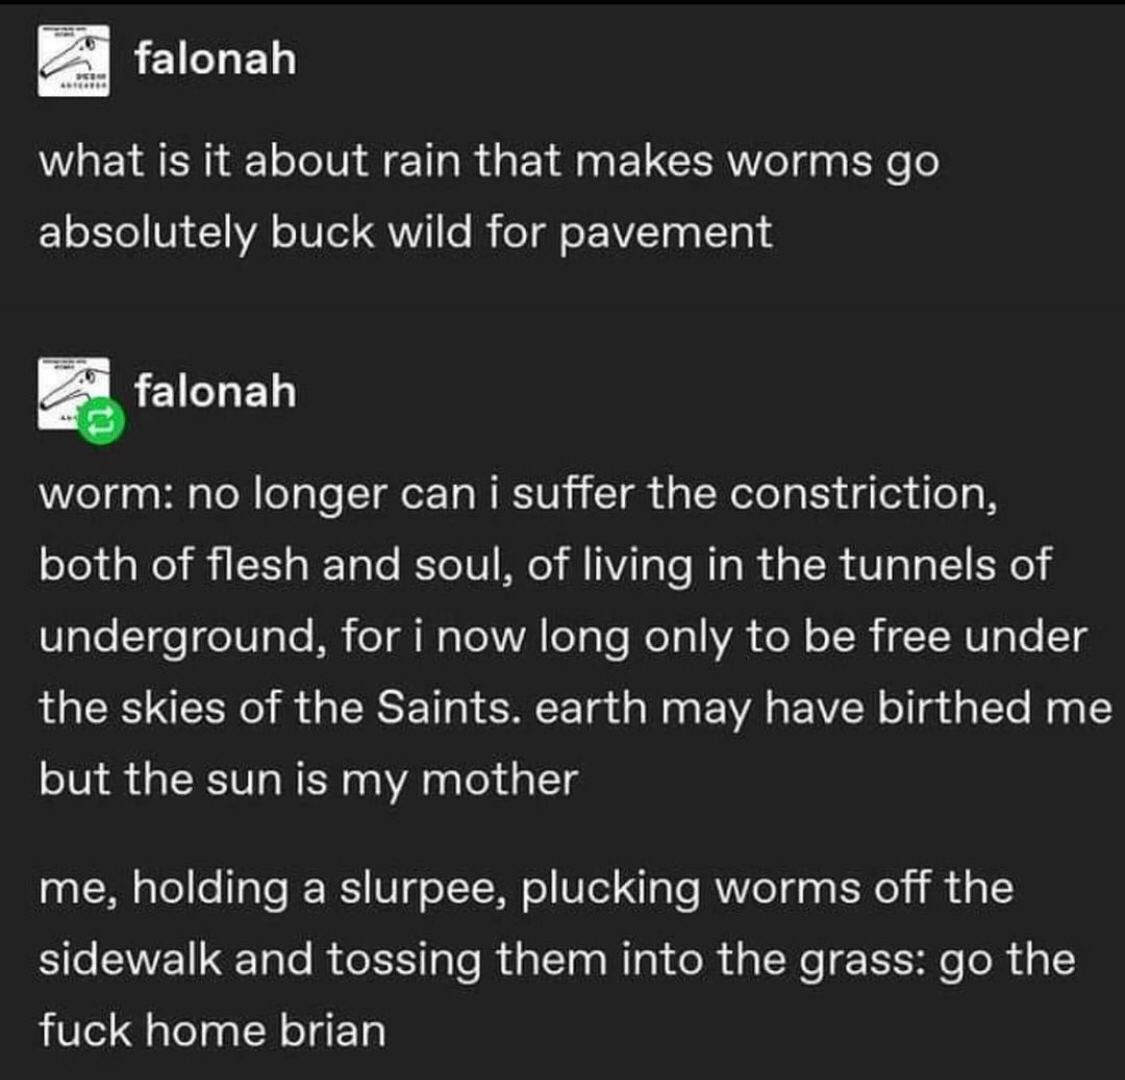 falonah
what is it about rain that makes worms go
absolutely buck wild for pavement
falonah
worm: no longer can i suffer the constriction,
both of flesh and soul, of living in the tunnels of
underground, for i now long only to be free under
the skies of the Saints. earth may have birthed me
but the sun is my mother
me, holding a slurpee, plucking worms off the
sidewalk and tossing them into the grass: go the
fuck home brian